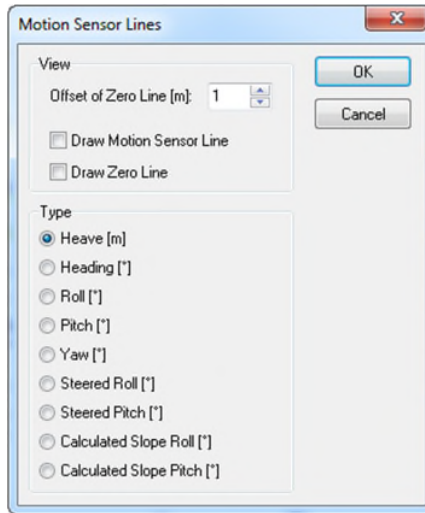 Motion Sensor Lines
View
Offset of Zero Line [m]: 1
Draw Motion Sensor Line
Draw Zero Line
OK
Cancel
Type
Heave [m]
Heading [°]
Roll [°]
Pitch [°]
Yaw [°]
Steered Roll [°]
Steered Pitch [°]
Calculated Slope Roll [°]
Calculated Slope Pitch [°]